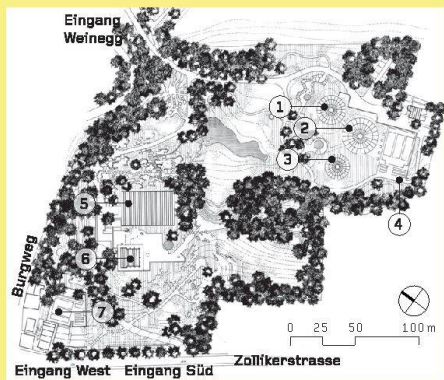 Eingang
Weinegg
1
2
3
4
5
6
7
Burgweg
0 25 50 100 m
Zollikerstrasse
Eingang West Eingang Süd